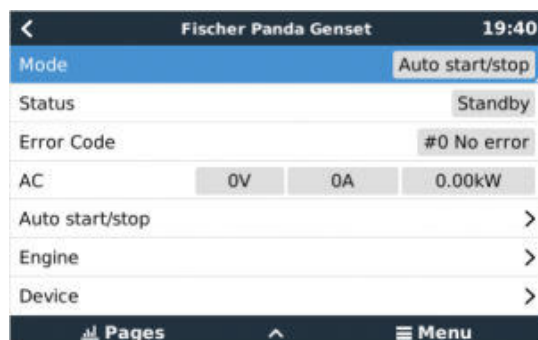 Fischer Panda Genset 19:40
Mode Auto start/stop
Status Standby
Error Code #0 No error
AC 0V 0A 0.00kW
Auto start/stop
Engine
Device
Pages Menu